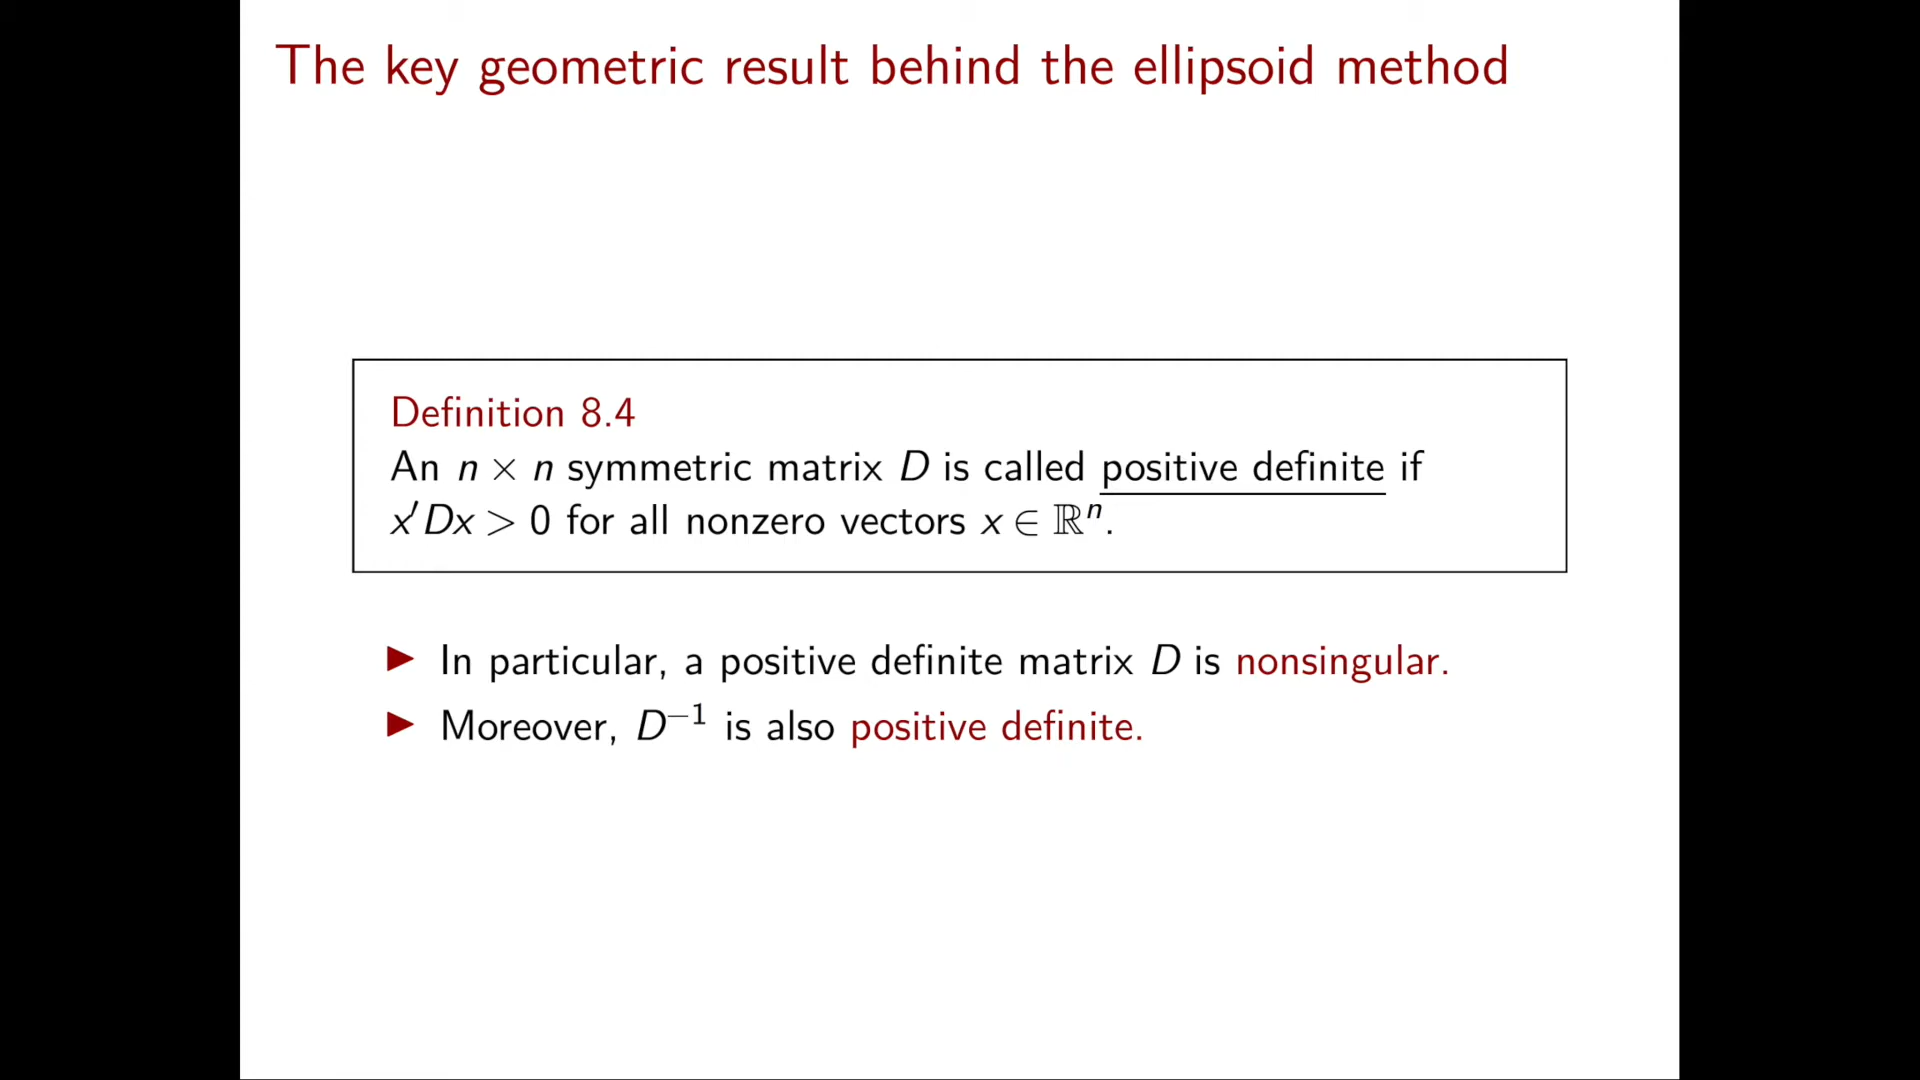 The key geometric result behind the ellipsoid method
Definition 8.4
An n × n symmetric matrix D is called positive definite if
x′Dx > 0 for all nonzero vectors x ∈ ℝⁿ.
▶ In particular, a positive definite matrix D is nonsingular.
▶ Moreover, D⁻¹ is also positive definite.